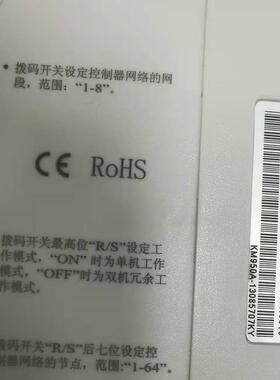 • 拨码开关设定控制器网络的网
段，范围：“1-8”。
CE RoHS
拨码开关最高位“R/S”设定工
作模式，“ON”时为单机工作
模式，“OFF”时为双机冗余工
作模式。
拨码开关“R/S”后七位设定控
制器网络的节点，范围:“1-64”。
KM950A-13085707KY